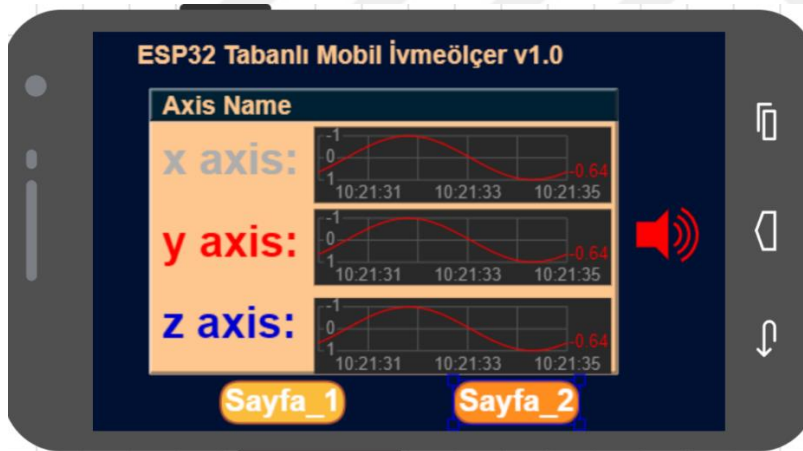 ESP32 Tabanlı Mobil İvmeölçer v1.0
Axis Name
x axis:
-1
0
1
-0.64
10:21:31 10:21:33 10:21:35
y axis:
-1
0
1
-0.64
10:21:31 10:21:33 10:21:35
z axis:
-1
0
1
-0.64
10:21:31 10:21:33 10:21:35
Sayfa_1 Sayfa_2